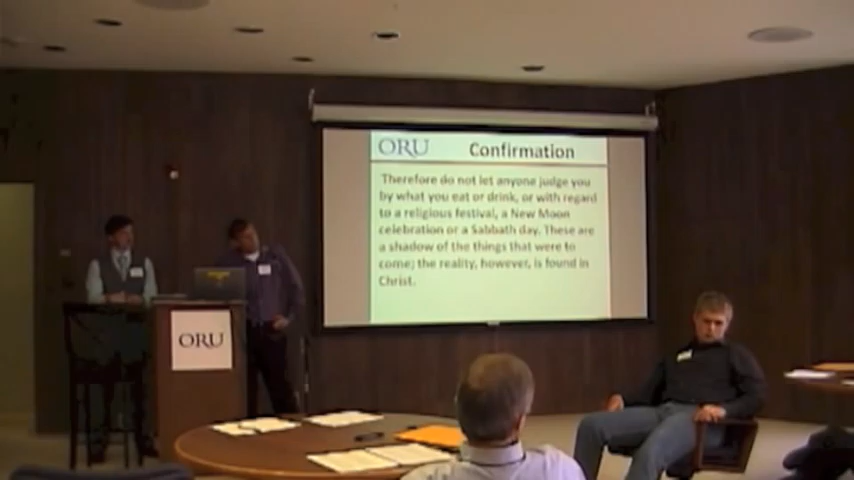 ORU
Confirmation
Therefore do not let anyone judge you
by what you eat or drink, or with regard
to a religious festival, a New Moon
celebration or a Sabbath day. These are
a shadow of the things that were to
come; the reality, however, is found in
Christ.
ORU